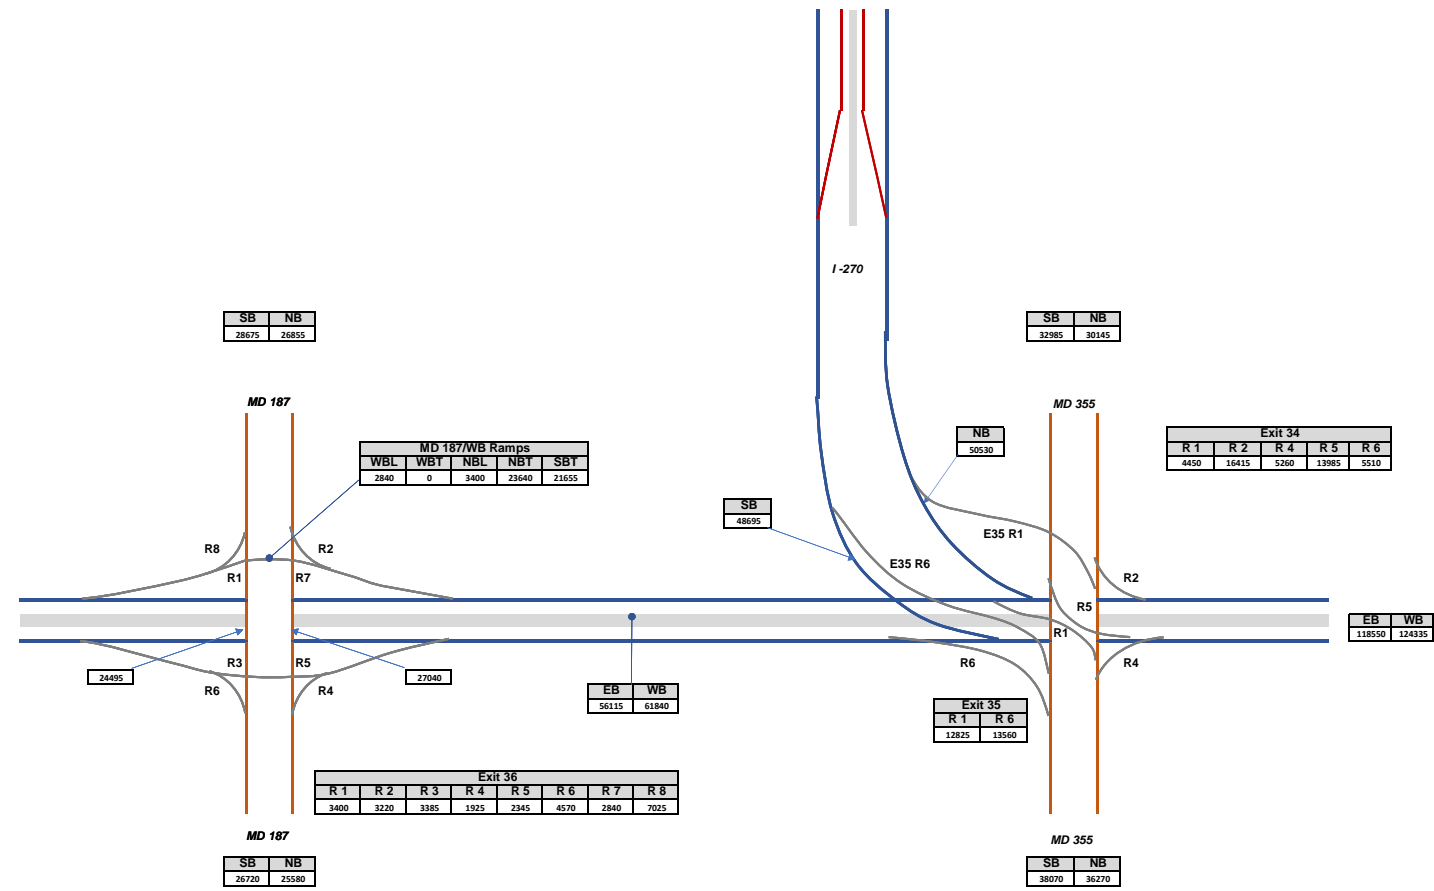 I -270
SB NB
28675 26855
SB NB
32985 30145
MD 187
MD 355
MD 187/WB Ramps
WBL WBT NBL NBT SBT
2840 0 3400 23640 21655
NB
50530
Exit 34
R 1 R 2 R 4 R 5 R 6
4450 16415 5260 13985 5510
SB
48695
E35 R1
R8
R2
E35 R6
R1
R7
R2
R5
R1
EB WB
118550 124335
R3
R5
R6
R4
24495
27040
R6
R4
EB WB
56115 61840
Exit 35
R 1 R 6
12825 13560
Exit 36
R 1 R 2 R 3 R 4 R 5 R 6 R 7 R 8
3400 3220 3385 1925 2345 4570 2840 7025
MD 187
MD 355
SB NB
26720 25580
SB NB
38070 36270